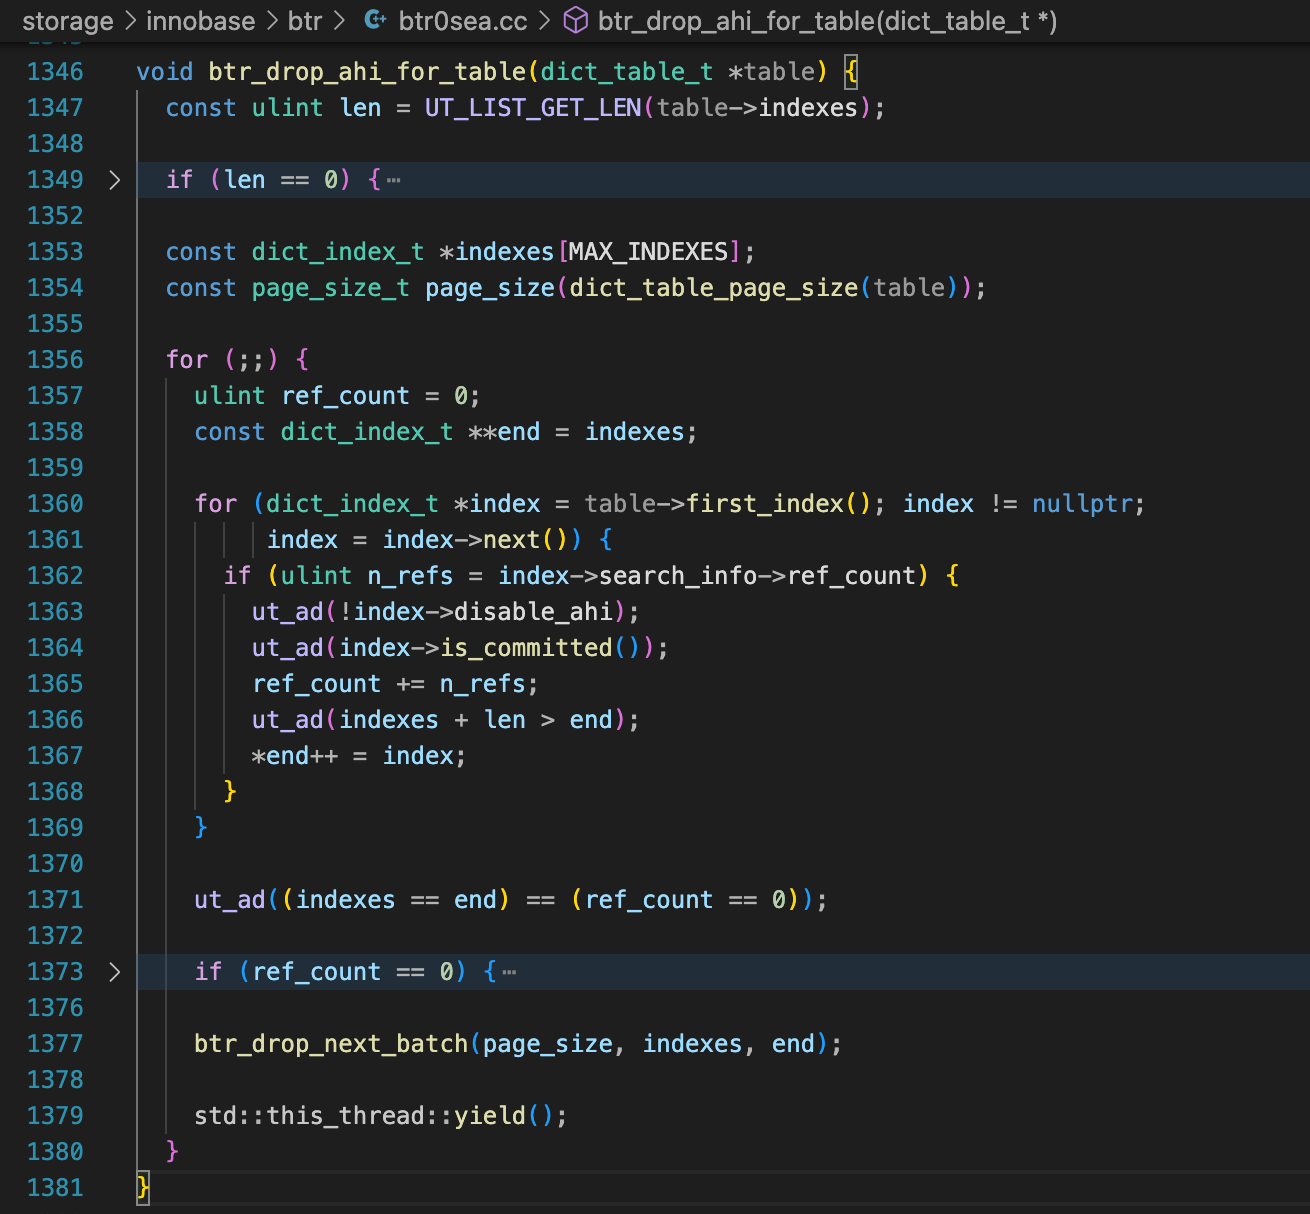 storage > innobase > btr > btr0sea.cc > btr_drop_ahi_for_table(dict_table_t *)
1346 void btr_drop_ahi_for_table(dict_table_t *table) {
1347   const ulint len = UT_LIST_GET_LEN(table->indexes);
1348
1349 >   if (len == 0) {⋯
1352
1353   const dict_index_t *indexes[MAX_INDEXES];
1354   const page_size_t page_size(dict_table_page_size(table));
1355
1356   for (;;) {
1357     ulint ref_count = 0;
1358     const dict_index_t **end = indexes;
1359
1360     for (dict_index_t *index = table->first_index(); index != nullptr;
1361          index = index->next()) {
1362       if (ulint n_refs = index->search_info->ref_count) {
1363         ut_ad(!index->disable_ahi);
1364         ut_ad(index->is_committed());
1365         ref_count += n_refs;
1366         ut_ad(indexes + len > end);
1367         *end++ = index;
1368       }
1369     }
1370
1371     ut_ad((indexes == end) == (ref_count == 0));
1372
1373 >     if (ref_count == 0) {⋯
1376
1377     btr_drop_next_batch(page_size, indexes, end);
1378
1379     std::this_thread::yield();
1380   }
1381 }